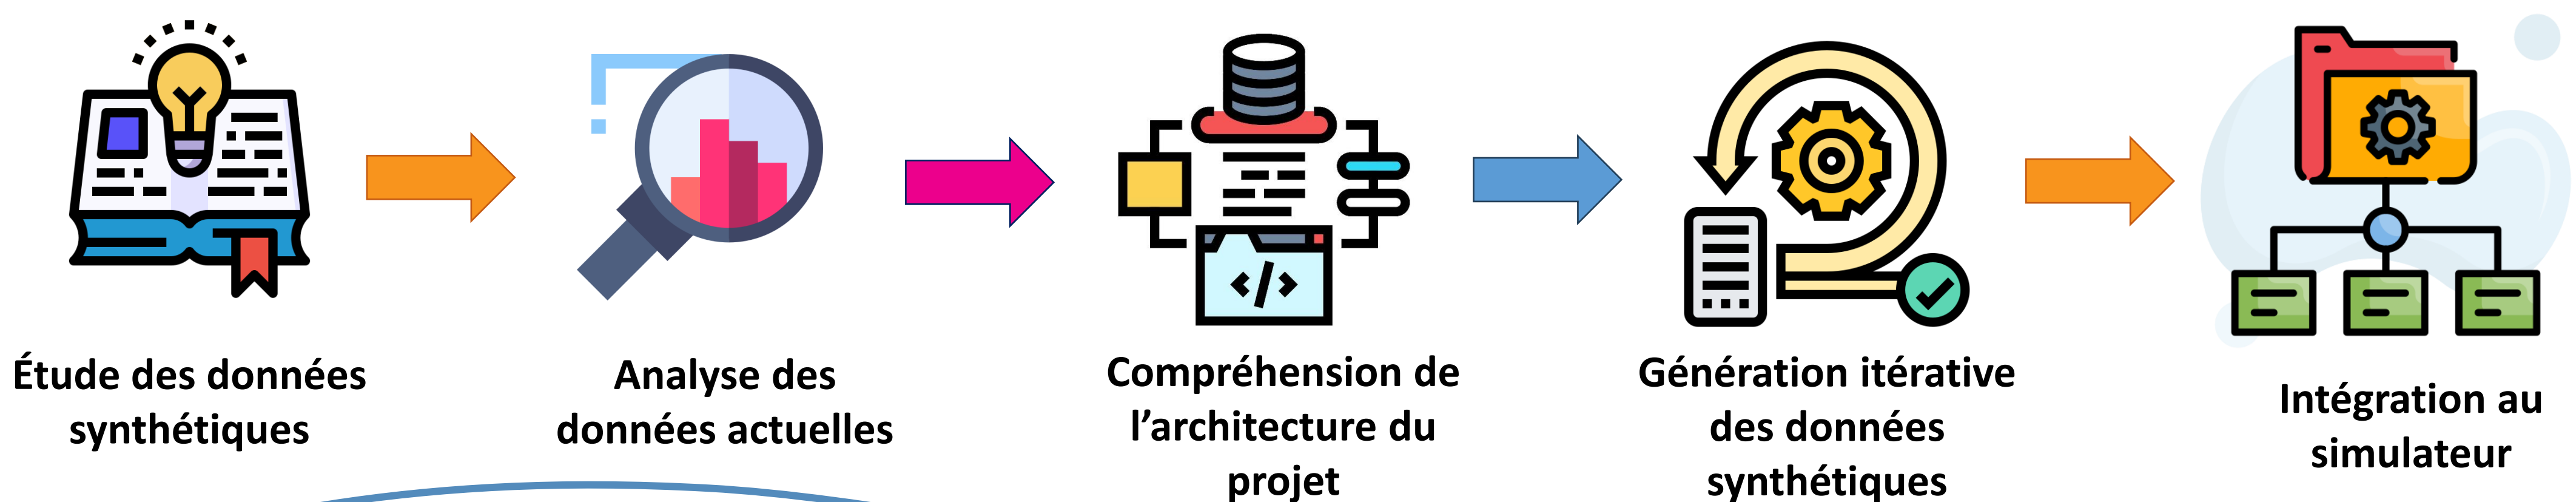 Étude des données
synthétiques
Analyse des
données actuelles
Compréhension de
l’architecture du
projet
Génération itérative
des données
synthétiques
Intégration au
simulateur